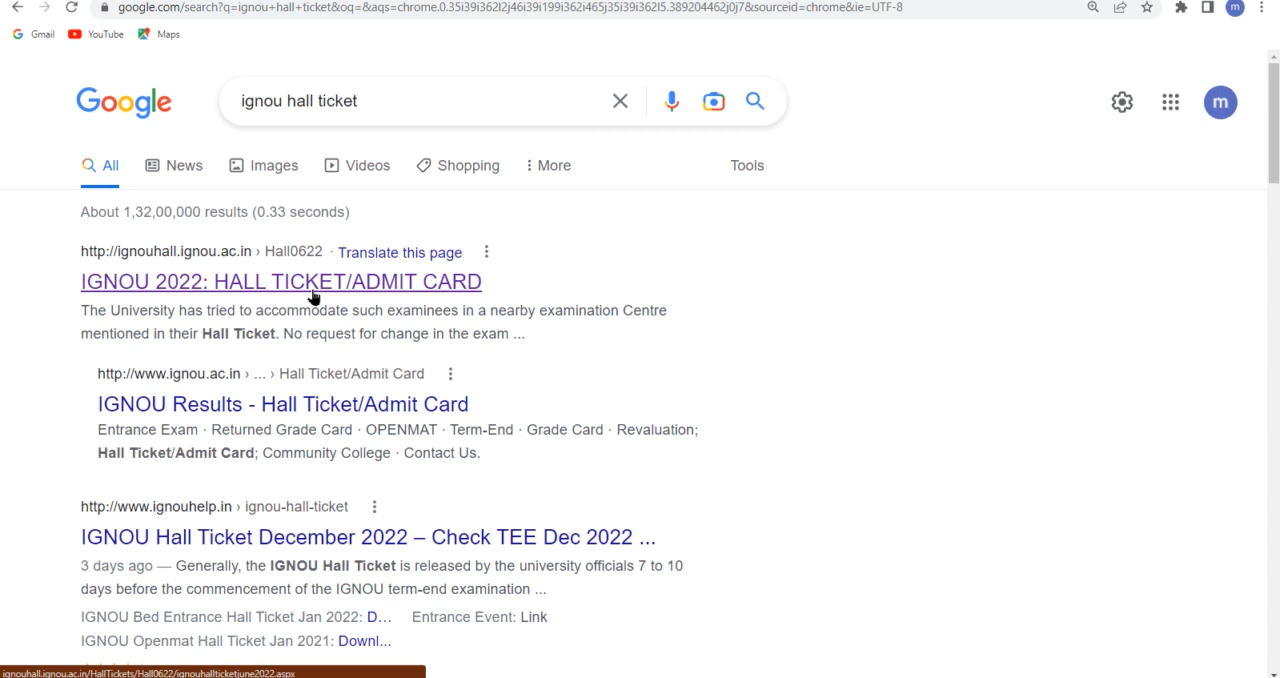 google.com/search?q=ignou+hall+ticket&oq=&aqs=chrome.0.35i39i362l2j46i39i199i362i465j35i39i362l5.389204462j0j7&sourceid=chrome&ie=UTF-8
m
Gmail YouTube Maps
Google ignou hall ticket m
All News Images Videos Shopping More Tools
About 1,32,00,000 results (0.33 seconds)
http://ignouhall.ignou.ac.in › Hall0622 · Translate this page
IGNOU 2022: HALL TICKET/ADMIT CARD
The University has tried to accommodate such examinees in a nearby examination Centre
mentioned in their Hall Ticket. No request for change in the exam ...
http://www.ignou.ac.in › ... › Hall Ticket/Admit Card
IGNOU Results - Hall Ticket/Admit Card
Entrance Exam · Returned Grade Card · OPENMAT · Term-End · Grade Card · Revaluation;
Hall Ticket/Admit Card; Community College · Contact Us.
http://www.ignouhelp.in › ignou-hall-ticket
IGNOU Hall Ticket December 2022 – Check TEE Dec 2022 ...
3 days ago — Generally, the IGNOU Hall Ticket is released by the university officials 7 to 10
days before the commencement of the IGNOU term-end examination ...
IGNOU Bed Entrance Hall Ticket Jan 2022: D... Entrance Event: Link
IGNOU Openmat Hall Ticket Jan 2021: Downl...
ignouhall.ignou.ac.in/HallTickets/Hall0622/ignouhallticketjune2022.aspx